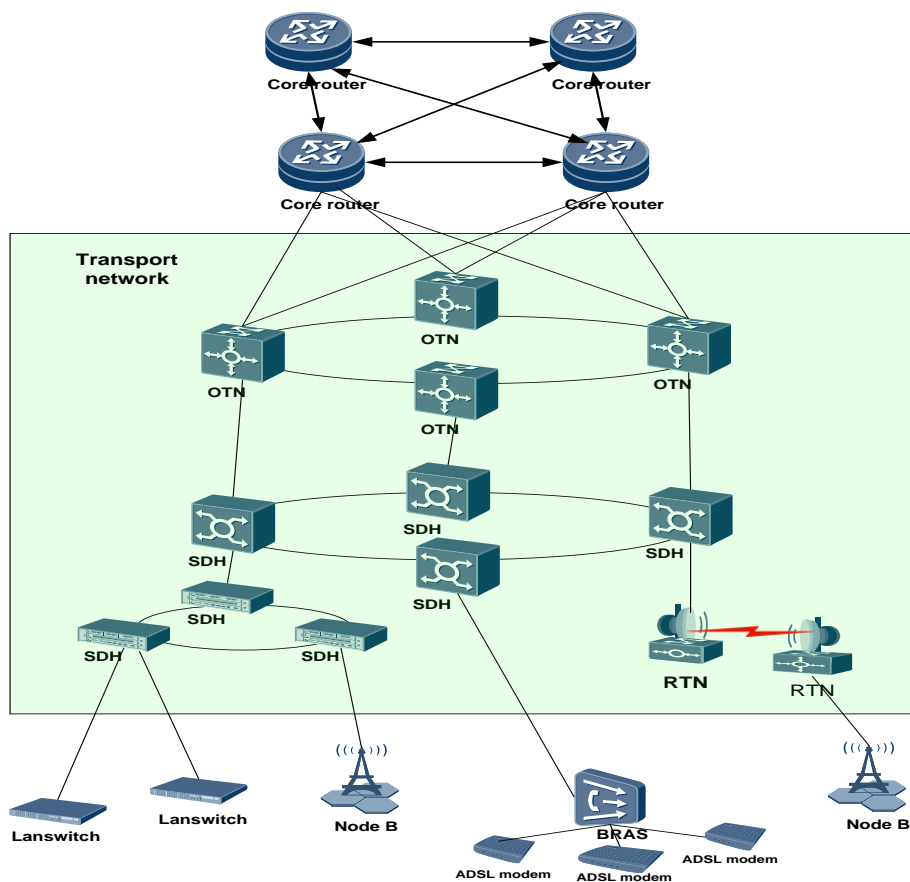 Core router
Core router
Core router
Core router
Transport
network
OTN
OTN
OTN
OTN
SDH
SDH
SDH
SDH
SDH
SDH
SDH
RTN
RTN
Lanswitch
Lanswitch
Node B
BRAS
Node B
ADSL modem
ADSL modem
ADSL modem